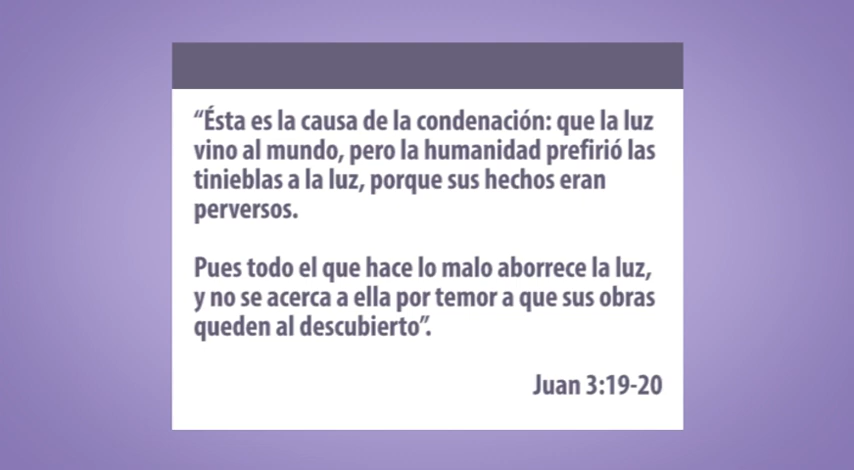 “Ésta es la causa de la condenación: que la luz
vino al mundo, pero la humanidad prefirió las
tinieblas a la luz, porque sus hechos eran
perversos.
Pues todo el que hace lo malo aborrece la luz,
y no se acerca a ella por temor a que sus obras
queden al descubierto”.
Juan 3:19-20